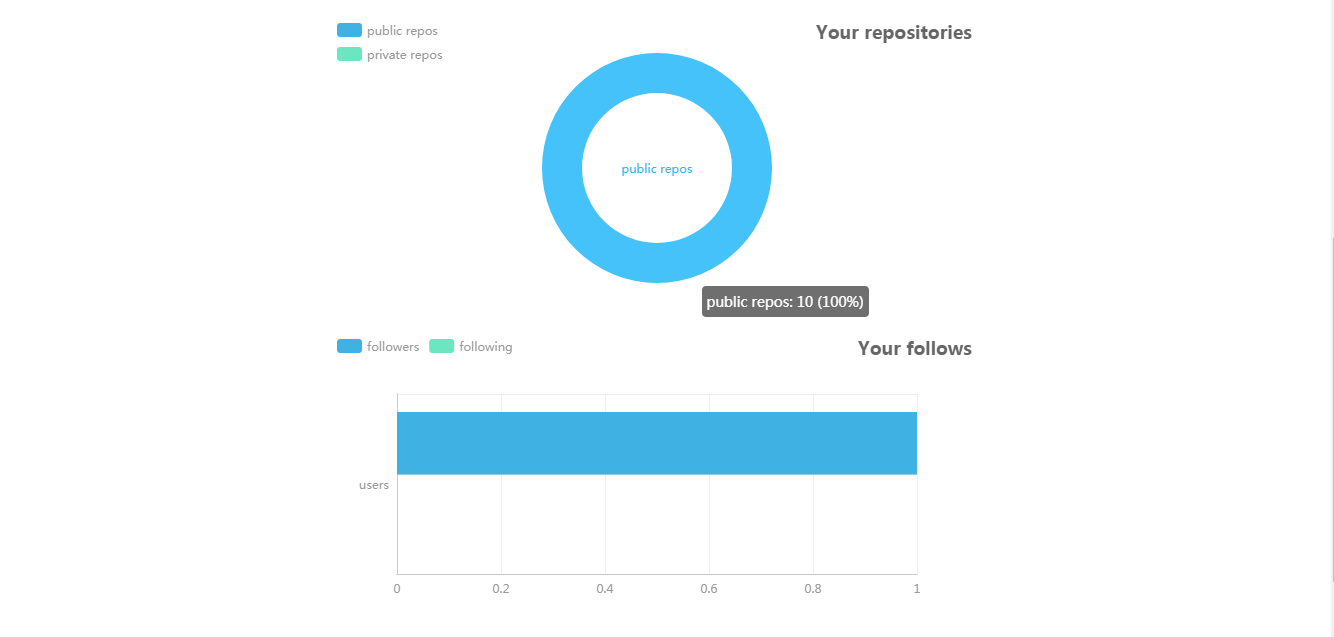 public repos
private repos
Your repositories
public repos
public repos: 10 (100%)
followers following
Your follows
users
0 0.2 0.4 0.6 0.8 1